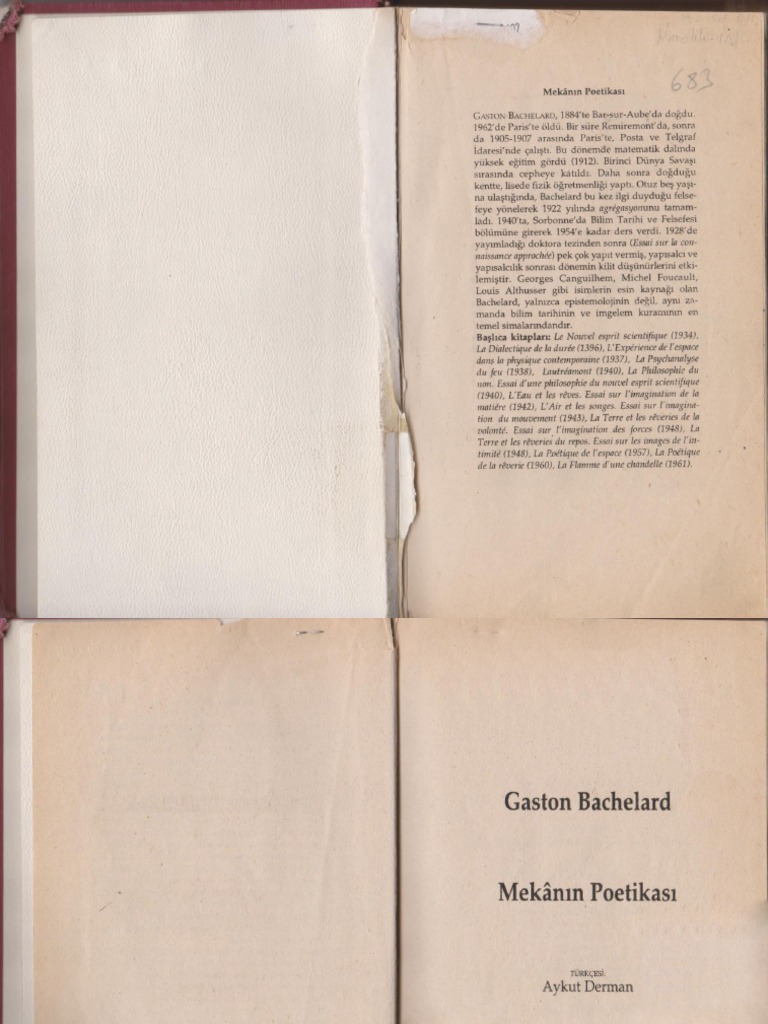 683
Mekânın Poetikası
GASTON BACHELARD, 1884'te Bar-sur-Aube'da doğdu.
1962'de Paris'te öldü. Bir süre Remiremont'da, sonra
da 1905-1907 arasında Paris'te, Posta ve Telgraf
İdaresi'nde çalıştı. Bu dönemde matematik dalında
yüksek eğitim gördü (1912). Birinci Dünya Savaşı
sırasında cepheye katıldı. Daha sonra doğduğu
kentte, lisede fizik öğretmenliği yaptı. Otuz beş yaşı-
na ulaştığında, Bachelard bu kez ilgi duyduğu felse-
feye yönelerek 1922 yılında agrégasyonunu tamam-
ladı. 1940'ta, Sorbonne'da Bilim Tarihi ve Felsefesi
bölümüne girerek 1954'e kadar ders verdi. 1928'de
yayımladığı doktora tezinden sonra (Essai sur la con-
naissance approchée) pek çok yapıt vermiş, yapısalcı ve
yapısalcılık sonrası dönemin kilit düşünürlerini etki-
lemiştir. Georges Canguilhem, Michel Foucault,
Louis Althusser gibi isimlerin esin kaynağı olan
Bachelard, yalnızca epistemolojinin değil, aynı za-
manda bilim tarihinin ve imgelem kuramının en
temel simalarındandır.
Başlıca kitapları: Le Nouvel esprit scientifique (1934),
La Dialectique de la durée (1396), L'Expérience de l'espace
dans la physique contemporaine (1937), La Psychanalyse
du feu (1938), Lautréamont (1940), La Philosophie du
non. Essai d'une philosophie du nouvel esprit scientifique
(1940), L'Eau et les rêves. Essai sur l'imagination de la
matière (1942), L'Air et les songes. Essai sur l'imagina-
tion du mouvement (1943), La Terre et les rêveries de la
volonté. Essai sur l'imagination des forces (1948), La
Terre et les rêveries du repos. Essai sur les images de l'in-
timité (1948), La Poétique de l'espace (1957), La Poétique
de la rêverie (1960), La Flamme d'une chandelle (1961).
Gaston Bachelard
Mekânın Poetikası
TÜRKÇESİ:
Aykut Derman